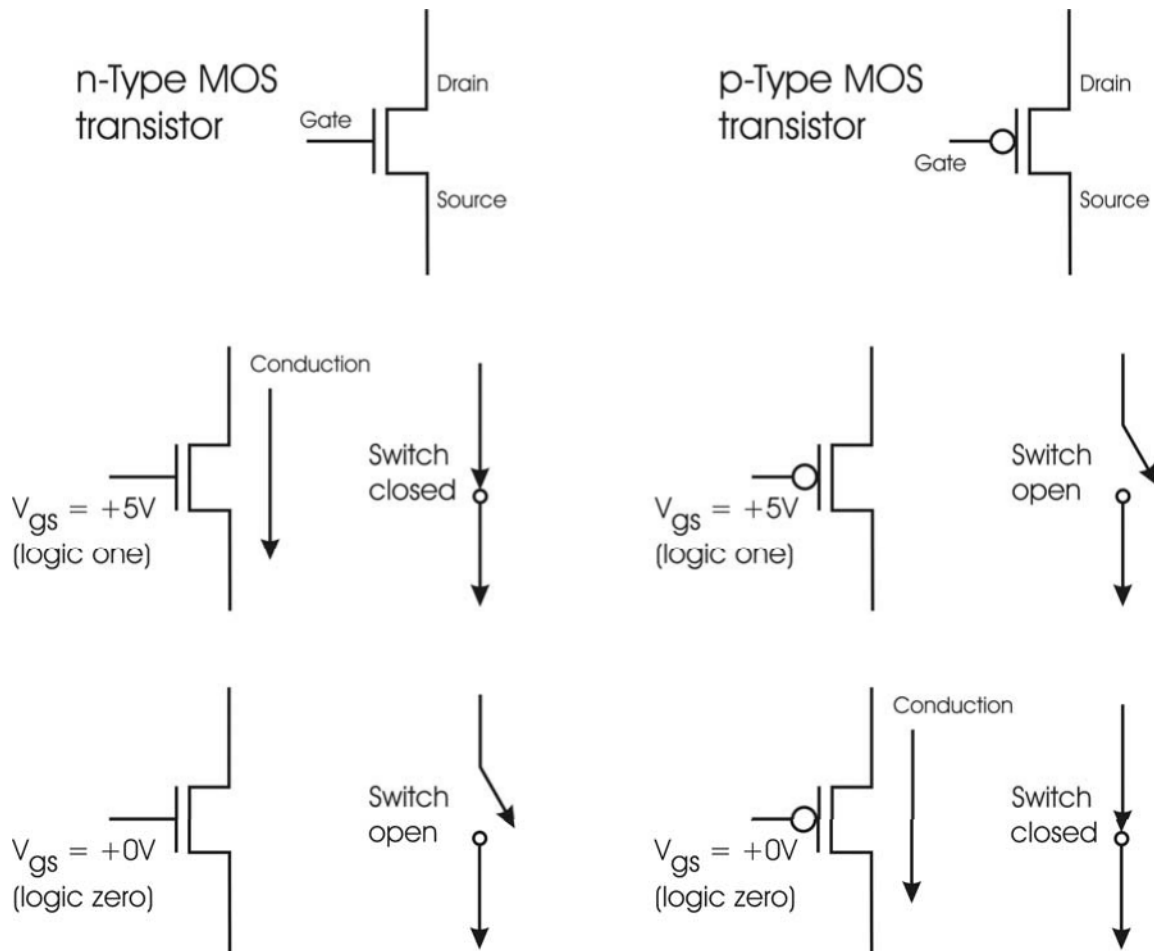 n-Type MOS
transistor
Gate
Drain
Source
p-Type MOS
transistor
Gate
Drain
Source
Conduction
Switch
closed
Vgs = +5V
(logic one)
Switch
open
Vgs = +5V
(logic one)
Switch
open
Vgs = +0V
(logic zero)
Conduction
Switch
closed
Vgs = +0V
(logic zero)